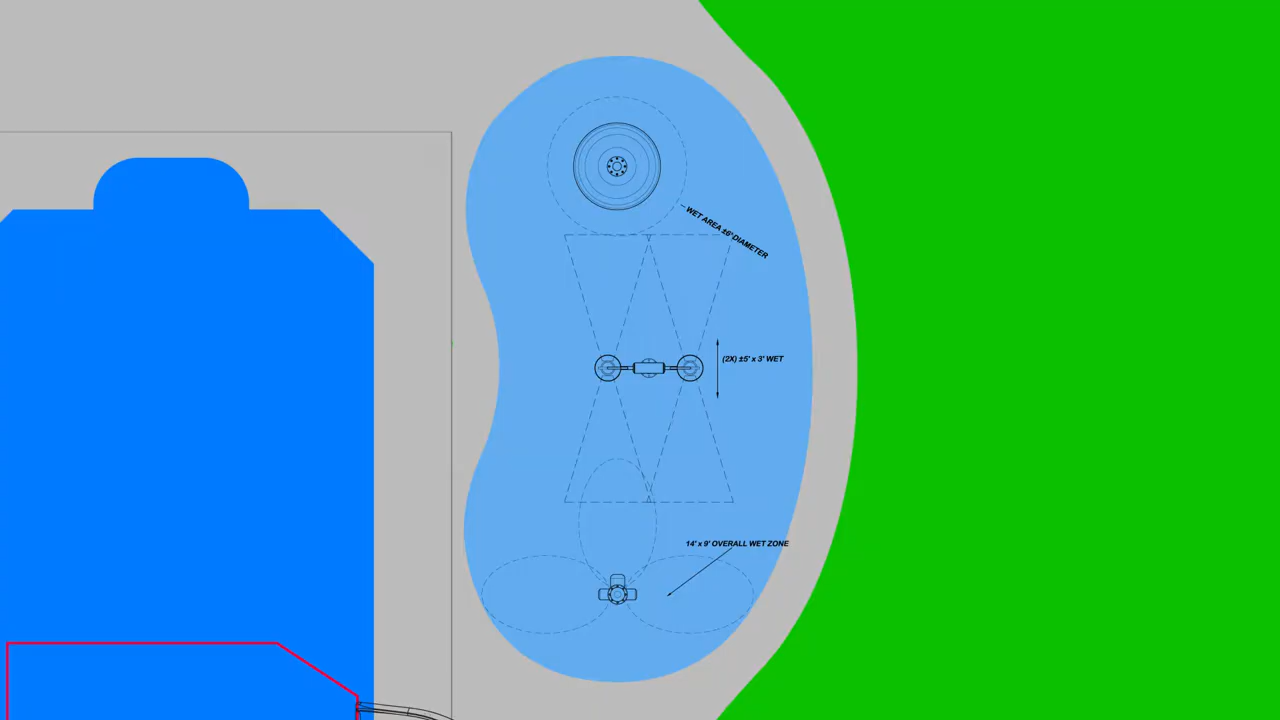 WET AREA ±6' DIAMETER
(2X) ±5' x 3' WET
14' x 9' OVERALL WET ZONE